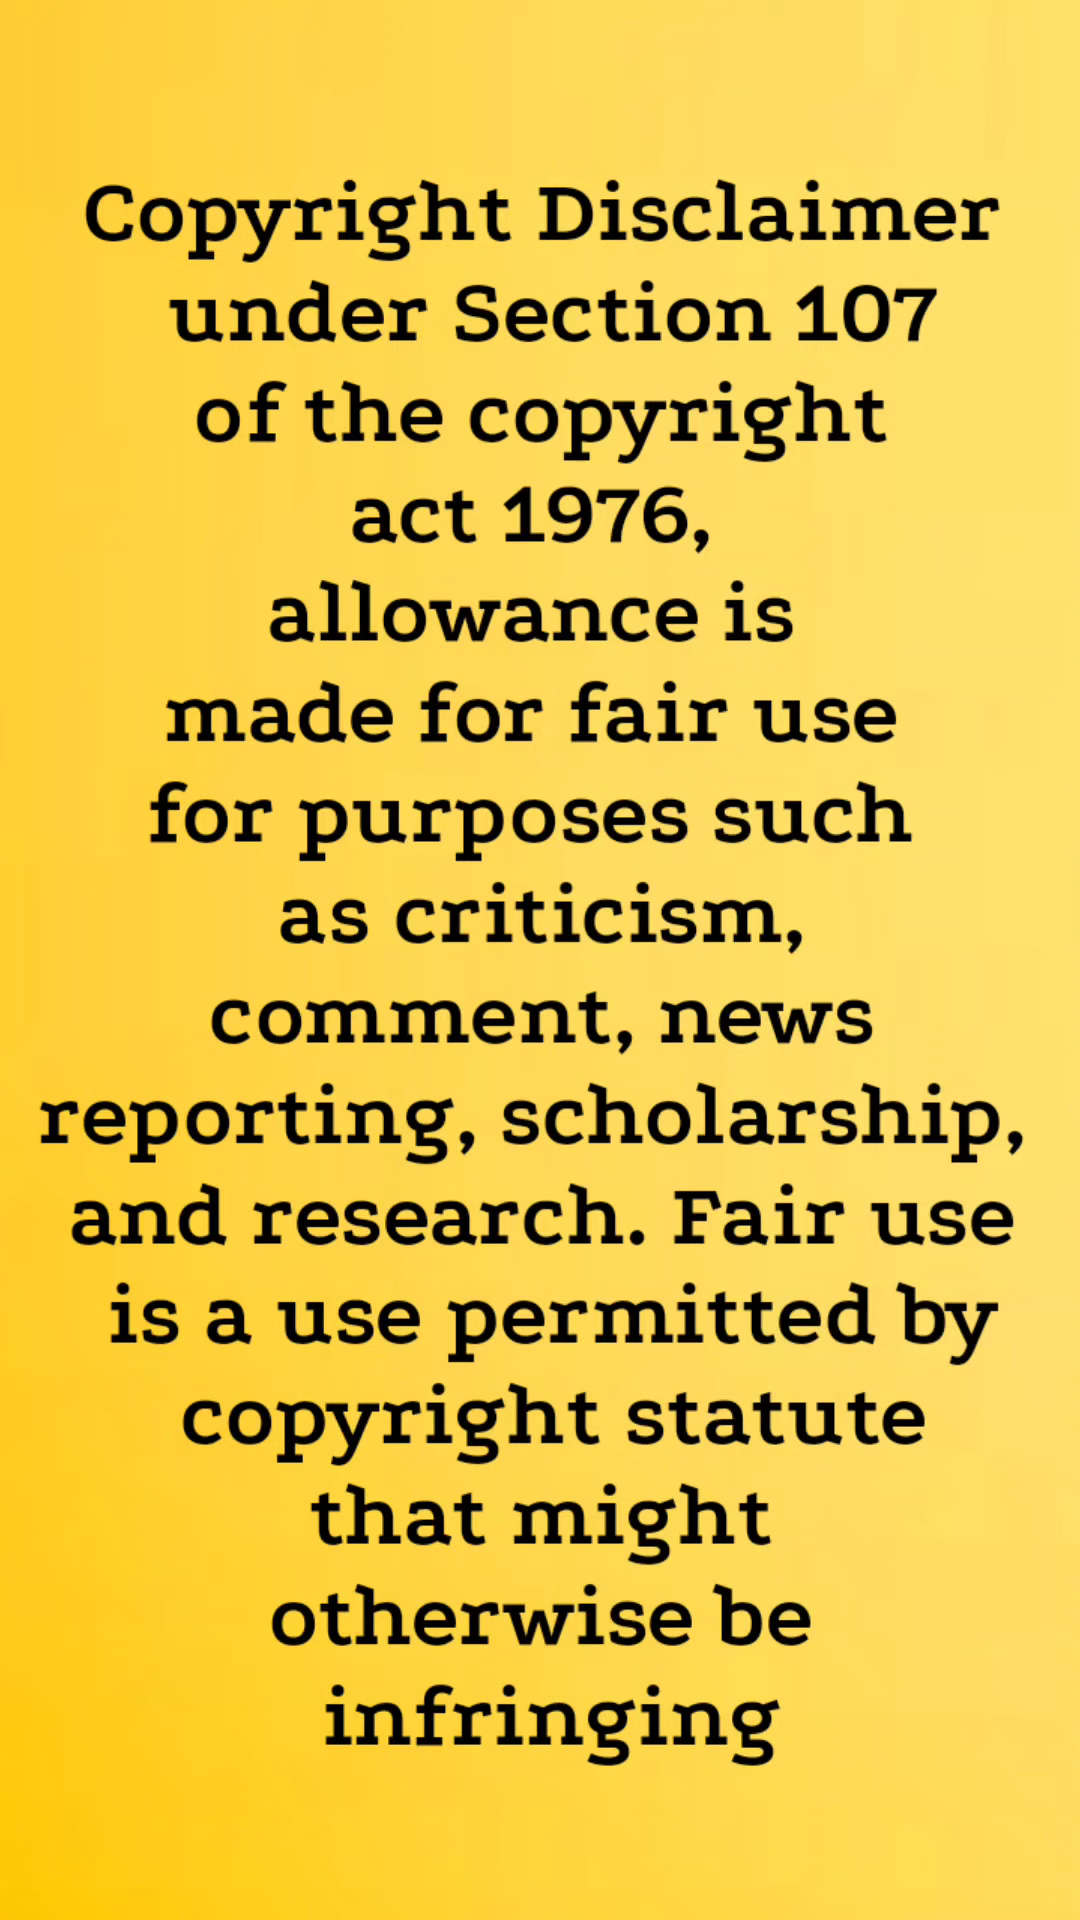 Copyright Disclaimer
under Section 107
of the copyright
act 1976,
allowance is
made for fair use
for purposes such
as criticism,
comment, news
reporting, scholarship,
and research. Fair use
is a use permitted by
copyright statute
that might
otherwise be
infringing